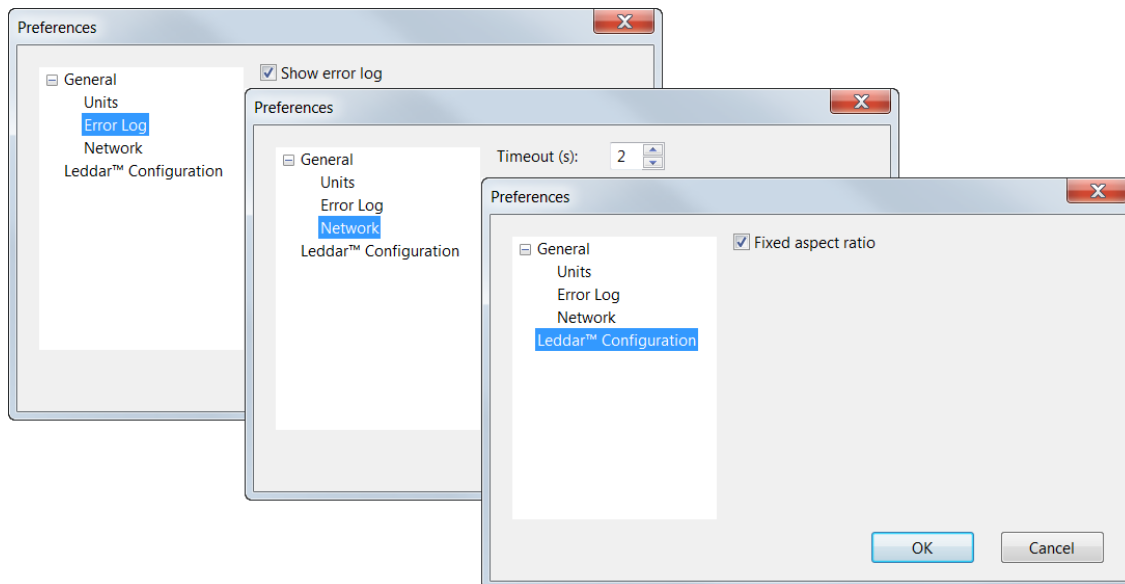 Preferences
General
Show error log
Units
Error Log
Network
Leddar™ Configuration
Preferences
General
Timeout (s): 2
Units
Error Log
Network
Leddar™ Configuration
Preferences
General
Fixed aspect ratio
Units
Error Log
Network
Leddar™ Configuration
OK Cancel